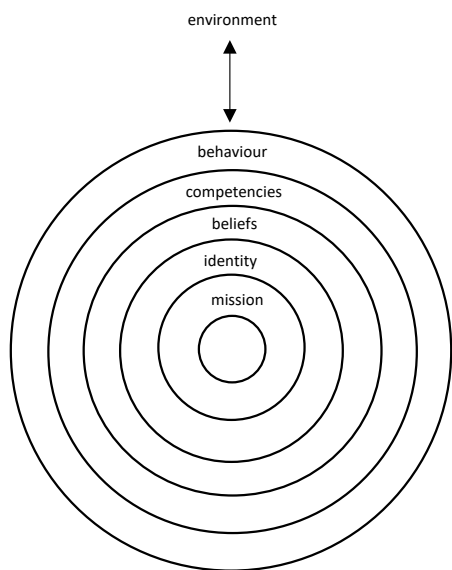 environment
behaviour
competencies
beliefs
identity
mission